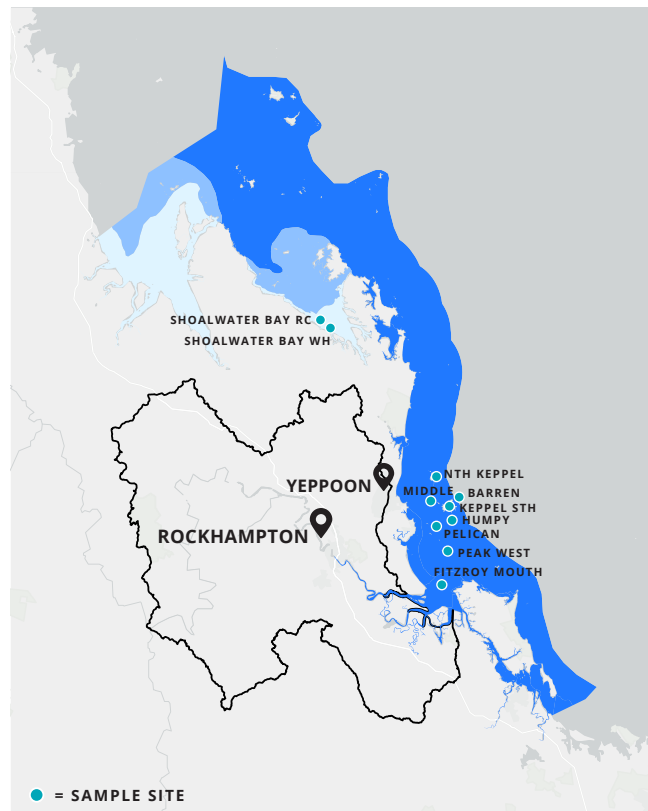 SHOALWATER BAY RC
SHOALWATER BAY WH
NTH KEPPEL
YEPPOON
MIDDLE
BARREN
KEPPEL STH
HUMPY
ROCKHAMPTON
PELICAN
PEAK WEST
FITZROY MOUTH
= SAMPLE SITE